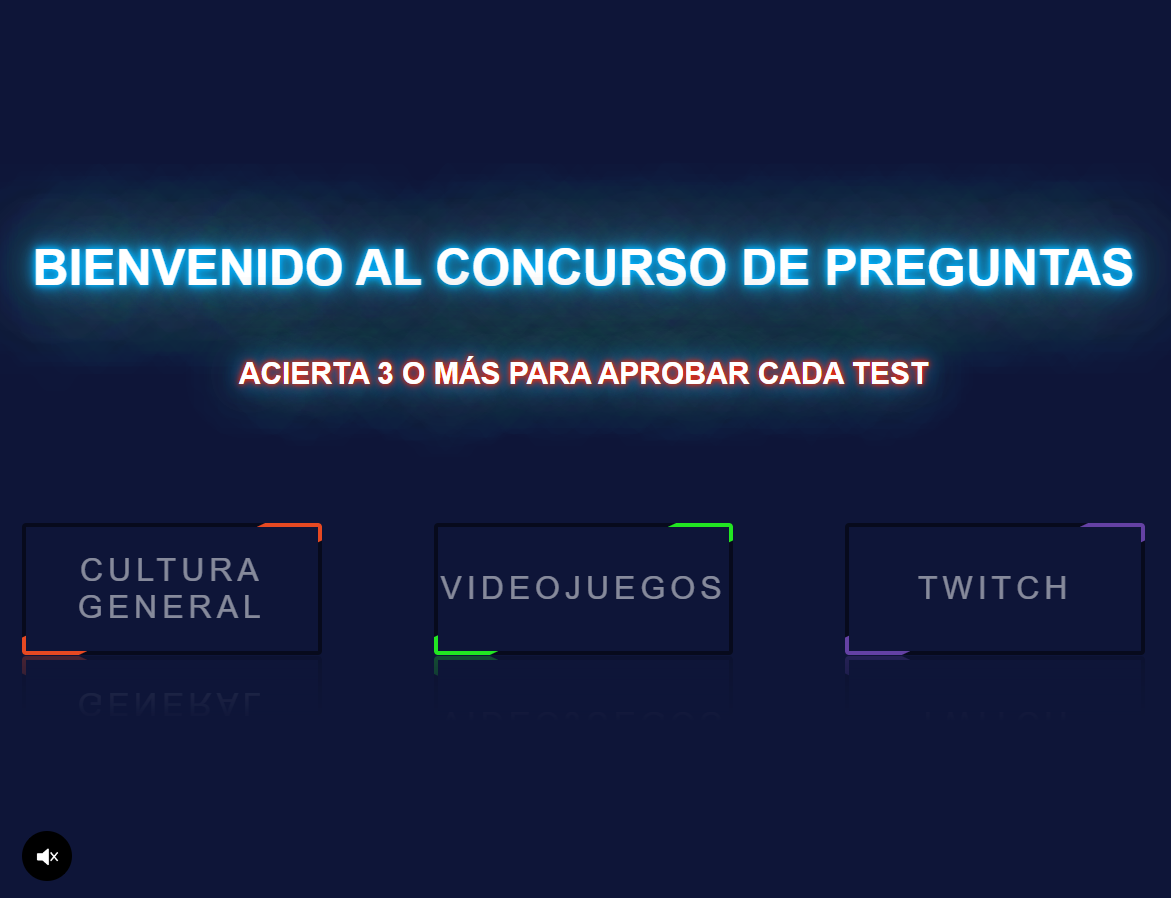 BIENVENIDO AL CONCURSO DE PREGUNTAS
ACIERTA 3 O MÁS PARA APROBAR CADA TEST
CULTURA
GENERAL
VIDEOJUEGOS
TWITCH